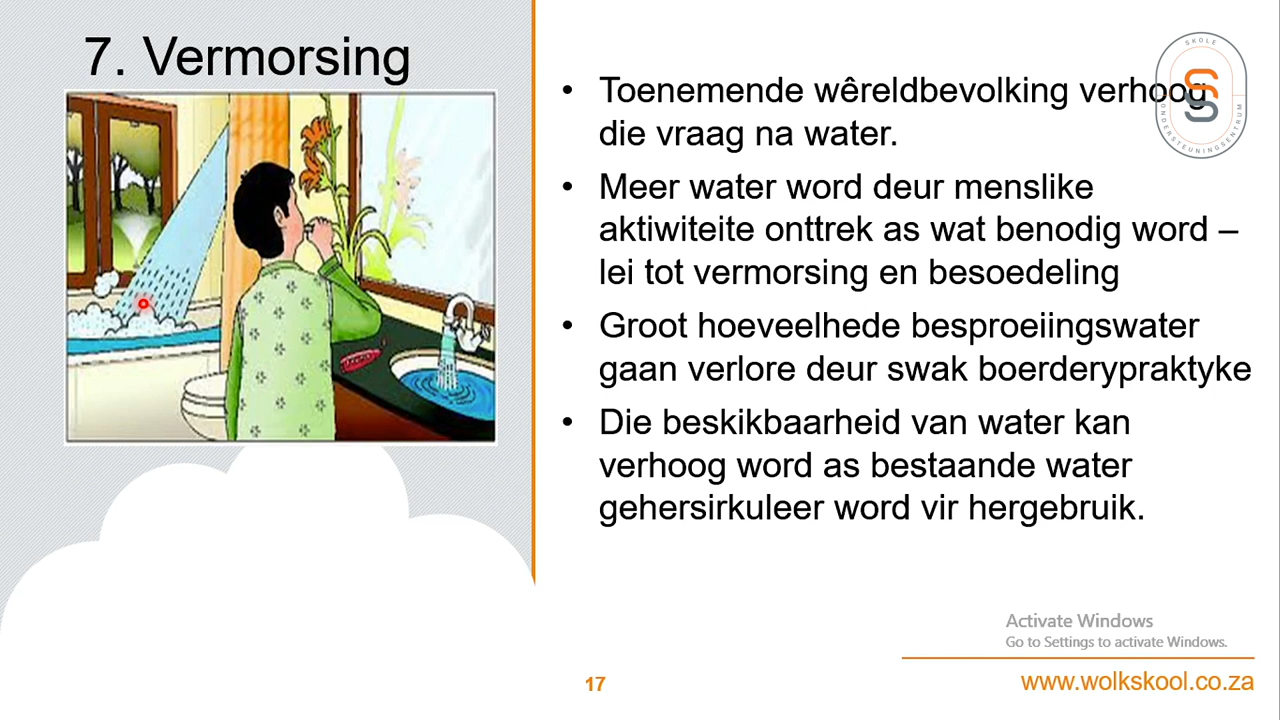 7. Vermorsing
• Toenemende wêreldbevolking verhoog
die vraag na water.
• Meer water word deur menslike
aktiwiteite onttrek as wat benodig word –
lei tot vermorsing en besoedeling
• Groot hoeveelhede besproeiingswater
gaan verlore deur swak boerderypraktyke
• Die beskikbaarheid van water kan
verhoog word as bestaande water
gehersirkuleer word vir hergebruik.
SKOLE
ONDERSTEUNINGSENTRUM
Activate Windows
Go to Settings to activate Windows.
17
www.wolkskool.co.za